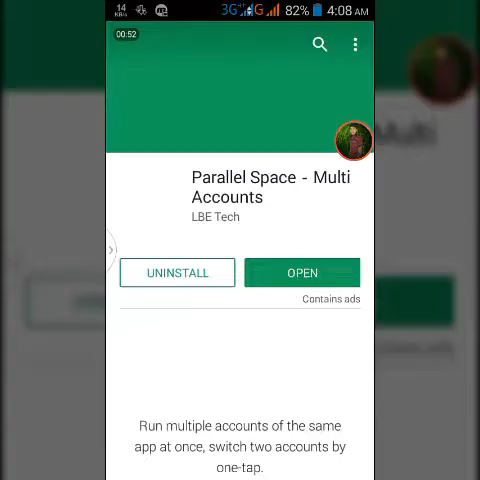 14
KB/s
3G
G
82%
4:08 AM
00:52
Parallel Space - Multi
Accounts
LBE Tech
UNINSTALL
OPEN
Contains ads
Run multiple accounts of the same
app at once, switch two accounts by
one-tap.